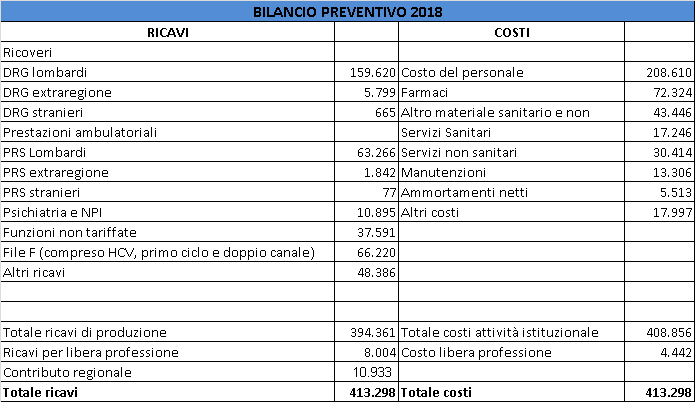 BILANCIO PREVENTIVO 2018
RICAVI COSTI
Ricoveri
DRG lombardi 159.620 Costo del personale 208.610
DRG extraregione 5.799 Farmaci 72.324
DRG stranieri 665 Altro materiale sanitario e non 43.446
Prestazioni ambulatoriali Servizi Sanitari 17.246
PRS Lombardi 63.266 Servizi non sanitari 30.414
PRS extraregione 1.842 Manutenzioni 13.306
PRS stranieri 77 Ammortamenti netti 5.513
Psichiatria e NPI 10.895 Altri costi 17.997
Funzioni non tariffate 37.591
File F (compreso HCV, primo ciclo e doppio canale) 66.220
Altri ricavi 48.386
Totale ricavi di produzione 394.361 Totale costi attività istituzionale 408.856
Ricavi per libera professione 8.004 Costo libera professione 4.442
Contributo regionale 10.933
Totale ricavi 413.298 Totale costi 413.298